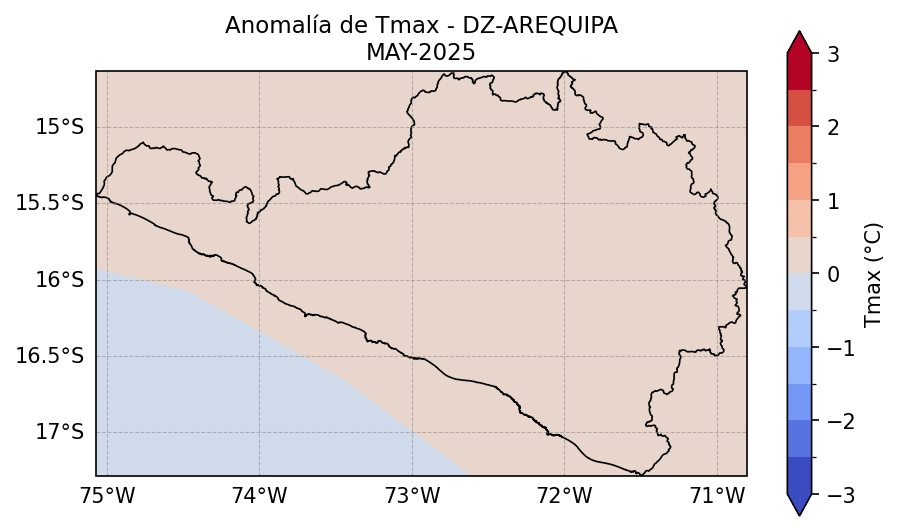 Anomalía de Tmax - DZ-AREQUIPA
MAY-2025
15°S
15.5°S
16°S
16.5°S
17°S
75°W
74°W
73°W
72°W
71°W
3
2
1
0
−1
−2
−3
Tmax (°C)